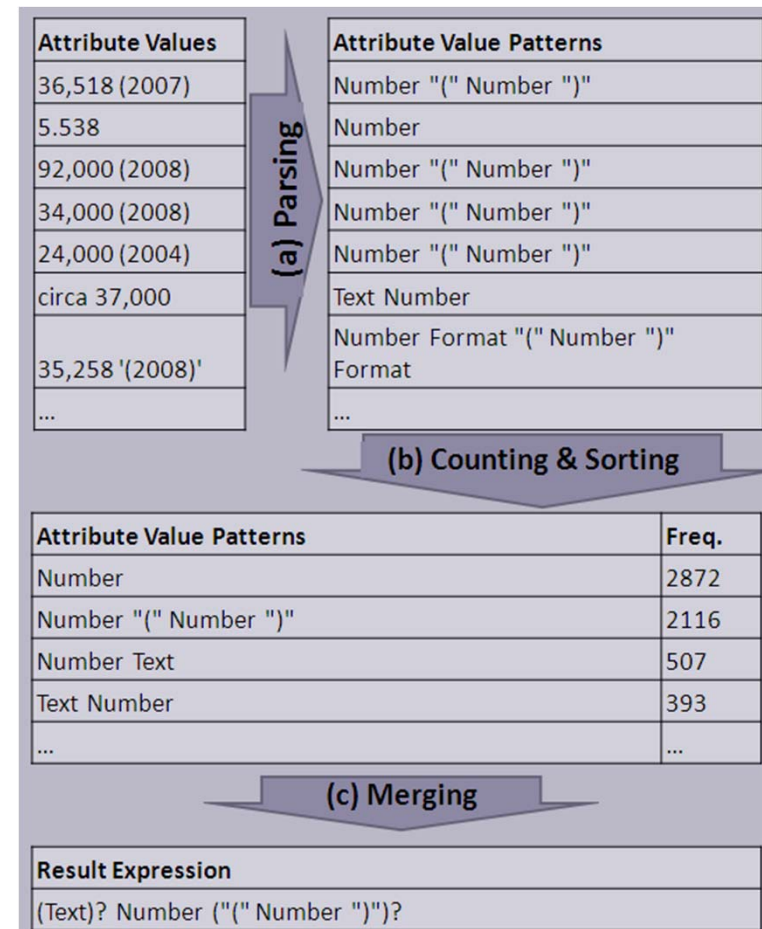 Attribute Values
36,518 (2007)
5.538
92,000 (2008)
34,000 (2008)
24,000 (2004)
circa 37,000
35,258 '(2008)'
...
(a) Parsing
Attribute Value Patterns
Number "(" Number ")"
Number
Number "(" Number ")"
Number "(" Number ")"
Number "(" Number ")"
Text Number
Number Format "(" Number ")"
Format
...
(b) Counting & Sorting
Attribute Value Patterns Freq.
Number 2872
Number "(" Number ")" 2116
Number Text 507
Text Number 393
... ...
(c) Merging
Result Expression
(Text)? Number ("(" Number ")")?